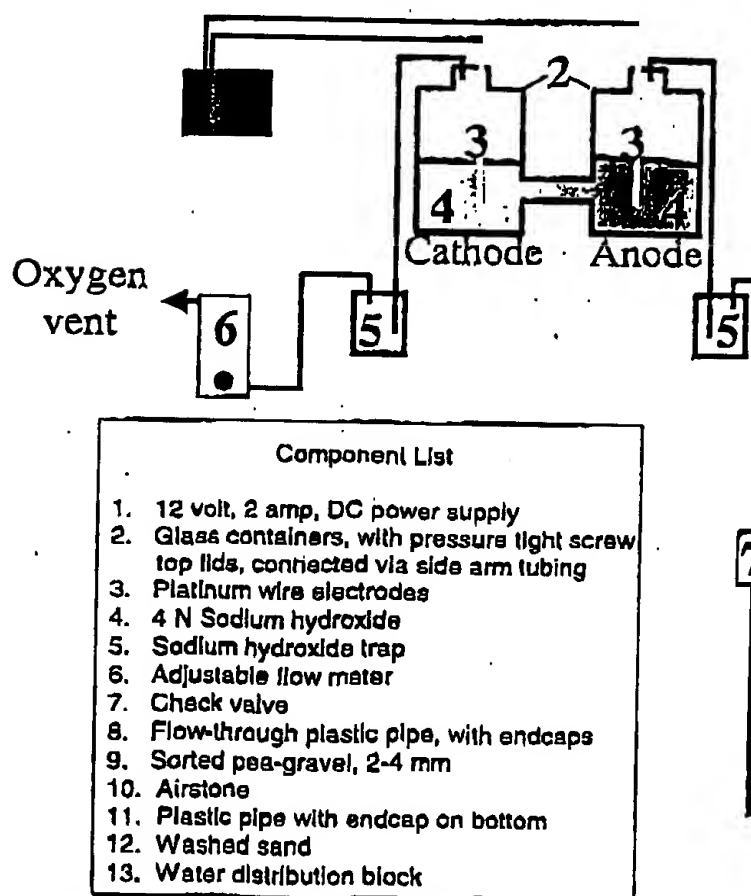 2
3
3
4
4
Cathode
Anode
Oxygen
vent
6
5
5
Component List
1. 12 volt, 2 amp, DC power supply
2. Glass containers, with pressure tight screw
top lids, connected via side arm tubing
3. Platinum wire electrodes
4. 4 N Sodium hydroxide
5. Sodium hydroxide trap
6. Adjustable flow meter
7. Check valve
8. Flow-through plastic pipe, with endcaps
9. Sorted pea-gravel, 2-4 mm
10. Airstone
11. Plastic pipe with endcap on bottom
12. Washed sand
13. Water distribution block
7